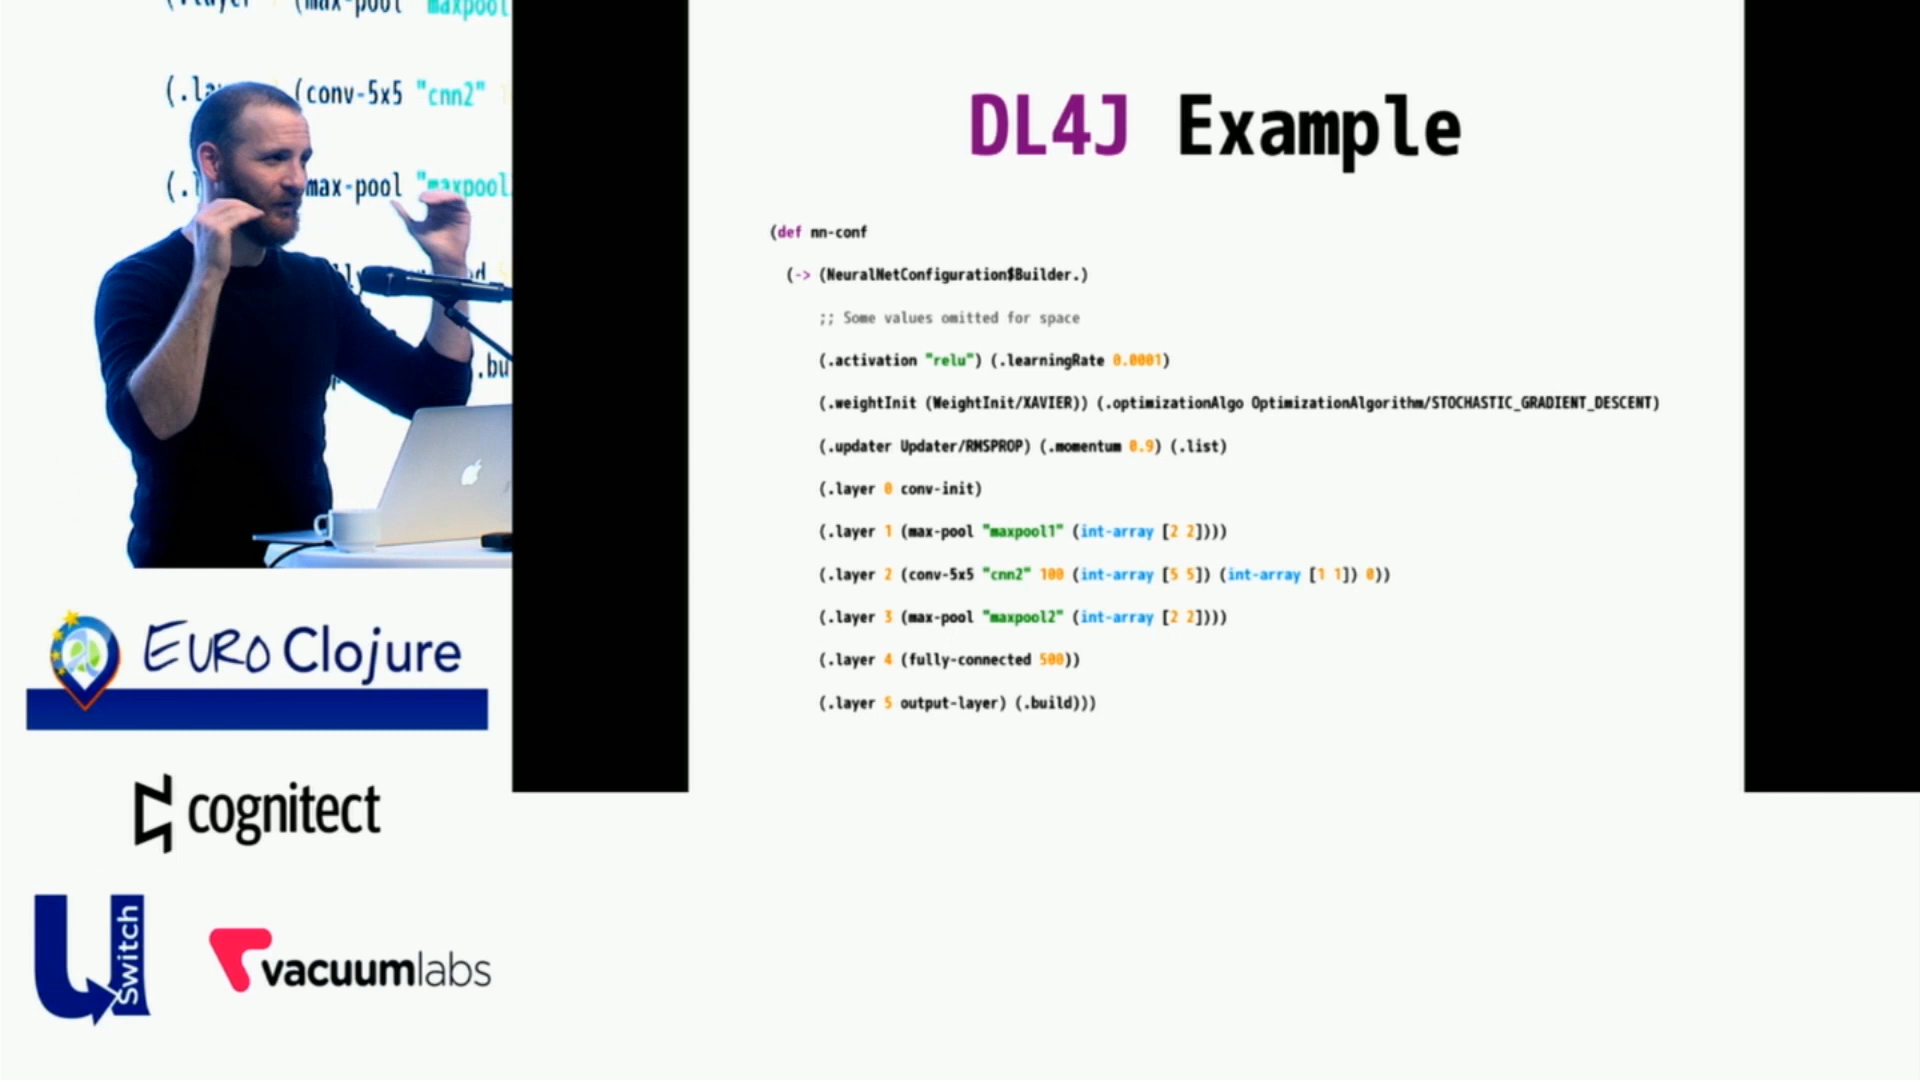 (max-pool "maxpool
(.la (conv-5x5 "cnn2"
max-pool "maxpool
.bu
DL4J Example
(def nn-conf
(-> (NeuralNetConfiguration$Builder.)
;; Some values omitted for space
(.activation "relu") (.learningRate 0.0001)
(.weightInit (WeightInit/XAVIER)) (.optimizationAlgo OptimizationAlgorithm/STOCHASTIC_GRADIENT_DESCENT)
(.updater Updater/RMSPROP) (.momentum 0.9) (.list)
(.layer 0 conv-init)
(.layer 1 (max-pool "maxpool1" (int-array [2 2])))
(.layer 2 (conv-5x5 "cnn2" 100 (int-array [5 5]) (int-array [1 1]) 0))
(.layer 3 (max-pool "maxpool2" (int-array [2 2])))
(.layer 4 (fully-connected 500))
(.layer 5 output-layer) (.build)))
EURO Clojure
cognitect
uSwitch
vacuumlabs